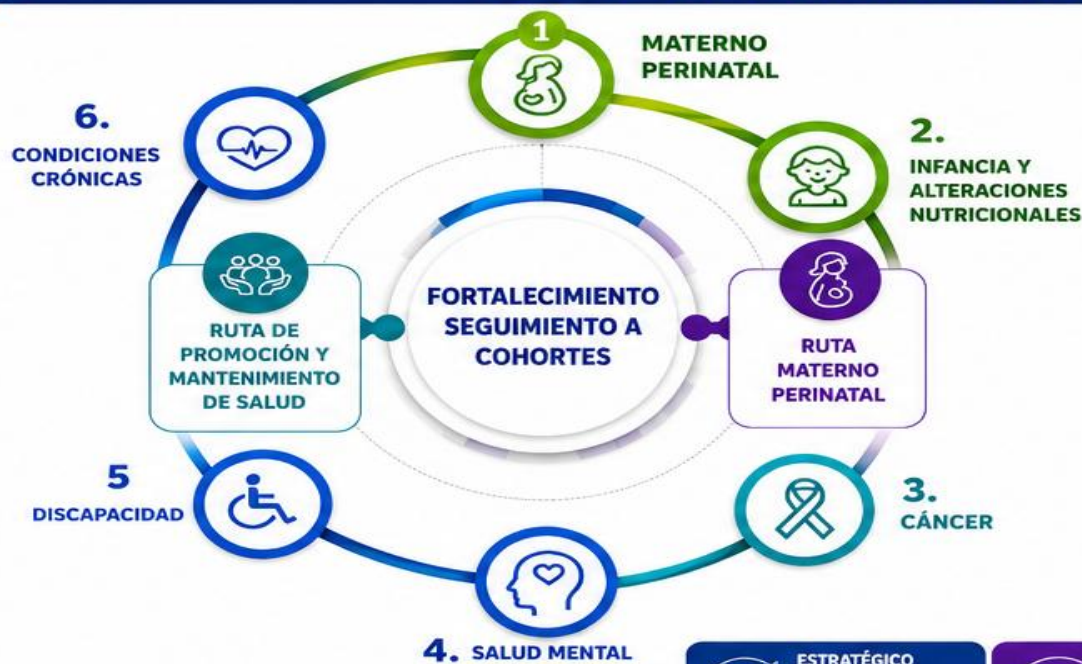 1
MATERNO
PERINATAL
2.
INFANCIA Y
ALTERACIONES
NUTRICIONALES
6.
CONDICIONES
CRÓNICAS
FORTALECIMIENTO
SEGUIMIENTO A
COHORTES
RUTA DE
PROMOCIÓN Y
MANTENIMIENTO
DE SALUD
RUTA
MATERNO
PERINATAL
5
DISCAPACIDAD
3.
CÁNCER
4. SALUD MENTAL
ESTRATÉGICO